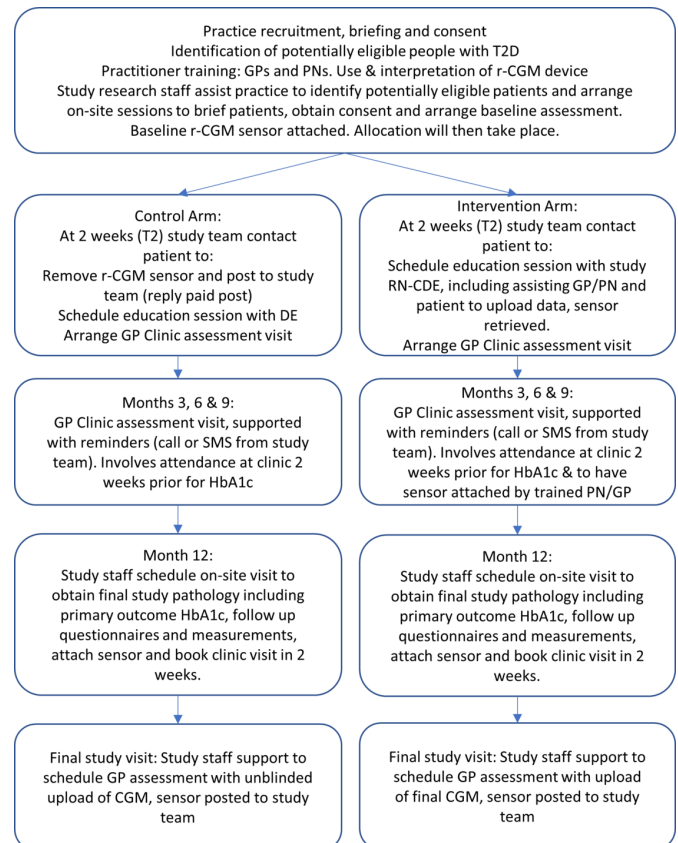 Practice recruitment, briefing and consent
Identification of potentially eligible people with T2D
Practitioner training: GPs and PNs. Use & interpretation of r-CGM device
Study research staff assist practice to identify potentially eligible patients and arrange
on-site sessions to brief patients, obtain consent and arrange baseline assessment.
Baseline r-CGM sensor attached. Allocation will then take place.
Control Arm:
At 2 weeks (T2) study team contact
patient to:
Remove r-CGM sensor and post to study
team (reply paid post)
Schedule education session with DE
Arrange GP Clinic assessment visit
Intervention Arm:
At 2 weeks (T2) study team contact
patient to:
Schedule education session with study
RN-CDE, including assisting GP/PN and
patient to upload data, sensor
retrieved.
Arrange GP Clinic assessment visit
Months 3, 6 & 9:
GP Clinic assessment visit, supported
with reminders (call or SMS from study
team). Involves attendance at clinic 2
weeks prior for HbA1c
Months 3, 6 & 9:
GP Clinic assessment visit, supported
with reminders (call or SMS from study
team). Involves attendance at clinic 2
weeks prior for HbA1c & to have
sensor attached by trained PN/GP
Month 12:
Study staff schedule on-site visit to
obtain final study pathology including
primary outcome HbA1c, follow up
questionnaires and measurements,
attach sensor and book clinic visit in 2
weeks.
Month 12:
Study staff schedule on-site visit to
obtain final study pathology including
primary outcome HbA1c, follow up
questionnaires and measurements,
attach sensor and book clinic visit in 2
weeks.
Final study visit: Study staff support to
schedule GP assessment with unblinded
upload of CGM, sensor posted to study
team
Final study visit: Study staff support to
schedule GP assessment with upload
of final CGM, sensor posted to study
team